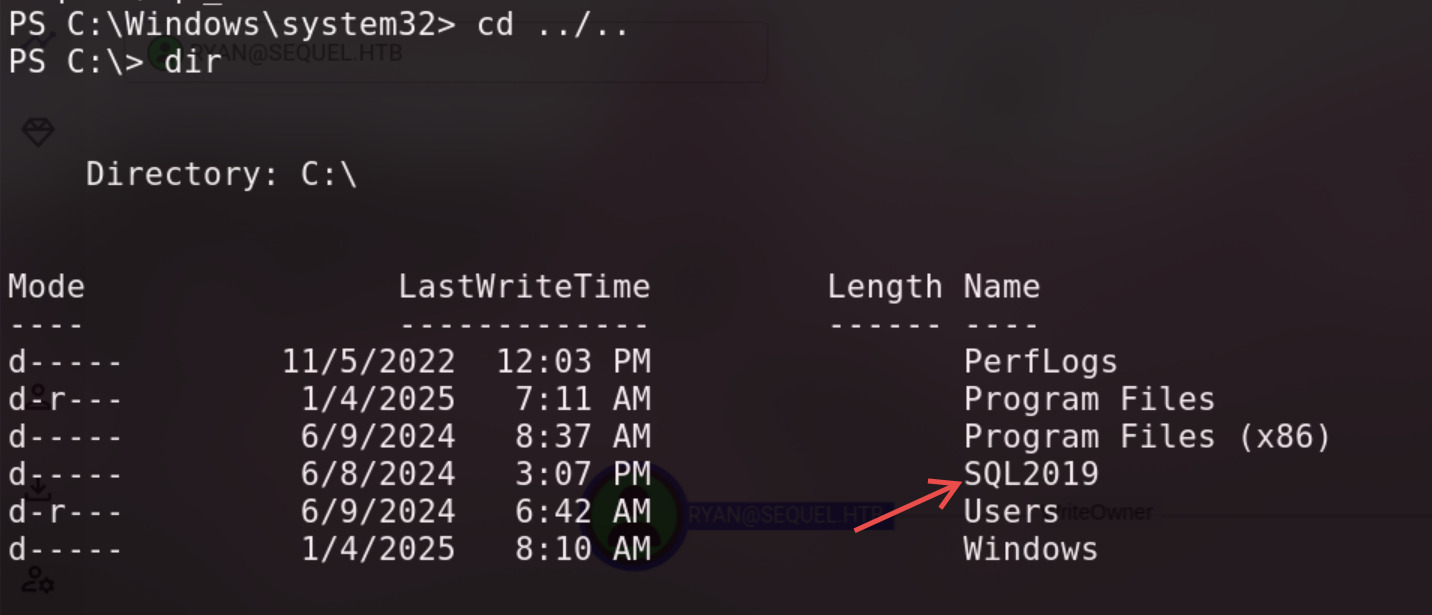 PS C:\Windows\system32> cd ../..
RYAN@SEQUEL.HTB
PS C:\> dir
Directory: C:\
Mode LastWriteTime Length Name
---- ------------- ------ ----
d----- 11/5/2022 12:03 PM PerfLogs
d-r--- 1/4/2025 7:11 AM Program Files
d----- 6/9/2024 8:37 AM Program Files (x86)
d----- 6/8/2024 3:07 PM SQL2019
d-r--- 6/9/2024 6:42 AM Users
RYAN@SEQUEL.HTB WriteOwner
d----- 1/4/2025 8:10 AM Windows